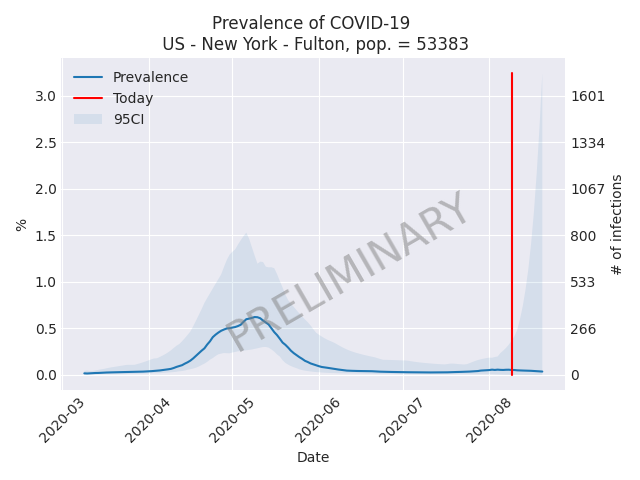 Prevalence of COVID-19
US - New York - Fulton, pop. = 53383
Prevalence
Today
95CI
3.0
2.5
2.0
1.5
1.0
0.5
0.0
%
1601
1334
1067
800
533
266
0
# of infections
PRELIMINARY
2020-03
2020-04
2020-05
2020-06
2020-07
2020-08
Date